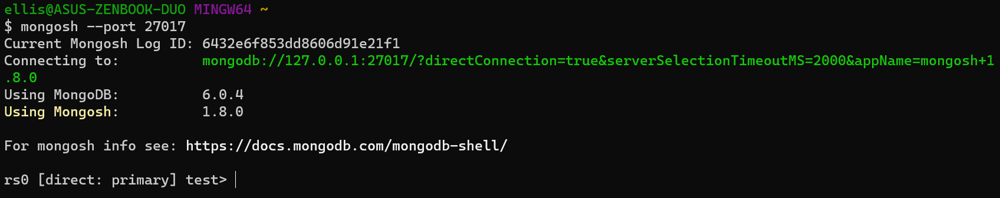 ellis@ASUS-ZENBOOK-DUO MINGW64 ~
$ mongosh --port 27017
Current Mongosh Log ID: 6432e6f853dd8606d91e21f1
Connecting to:          mongodb://127.0.0.1:27017/?directConnection=true&serverSelectionTimeoutMS=2000&appName=mongosh+1
.8.0
Using MongoDB:          6.0.4
Using Mongosh:          1.8.0
For mongosh info see: https://docs.mongodb.com/mongodb-shell/
rs0 [direct: primary] test>